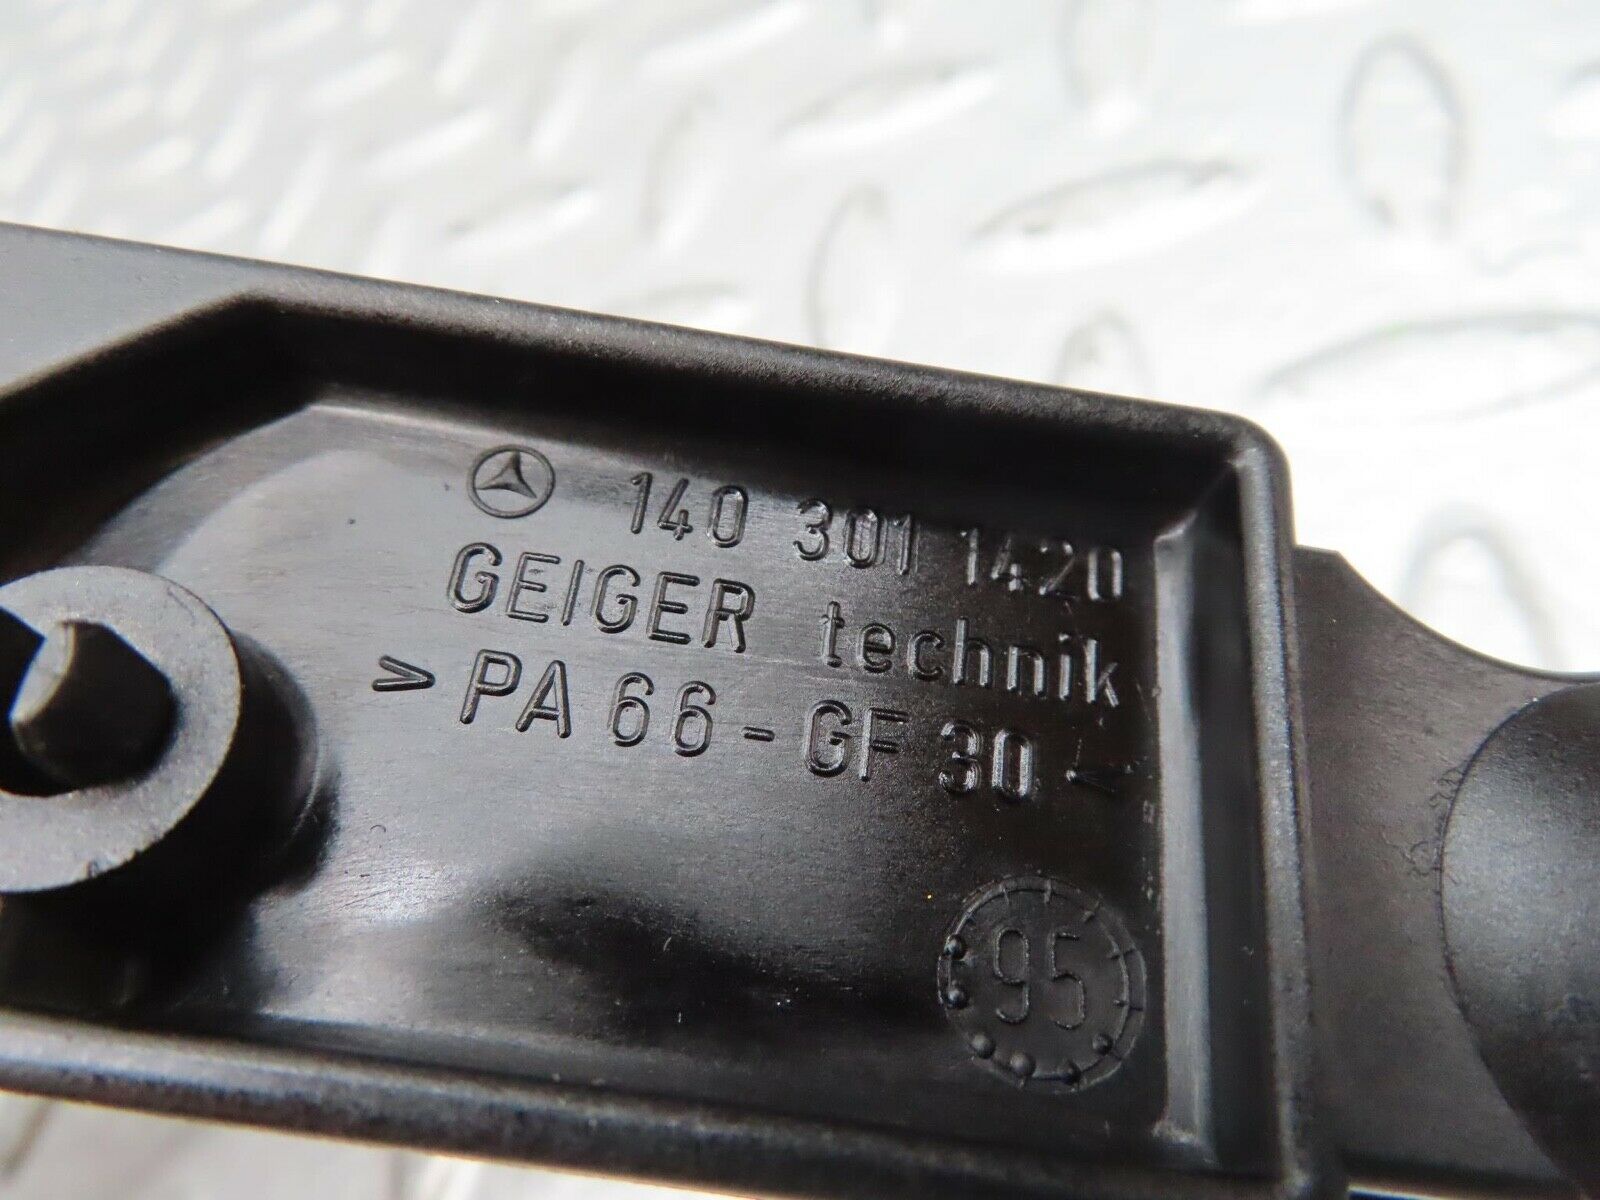 140 301 1420
GEIGER technik
> PA 66 - GF 30 <
95